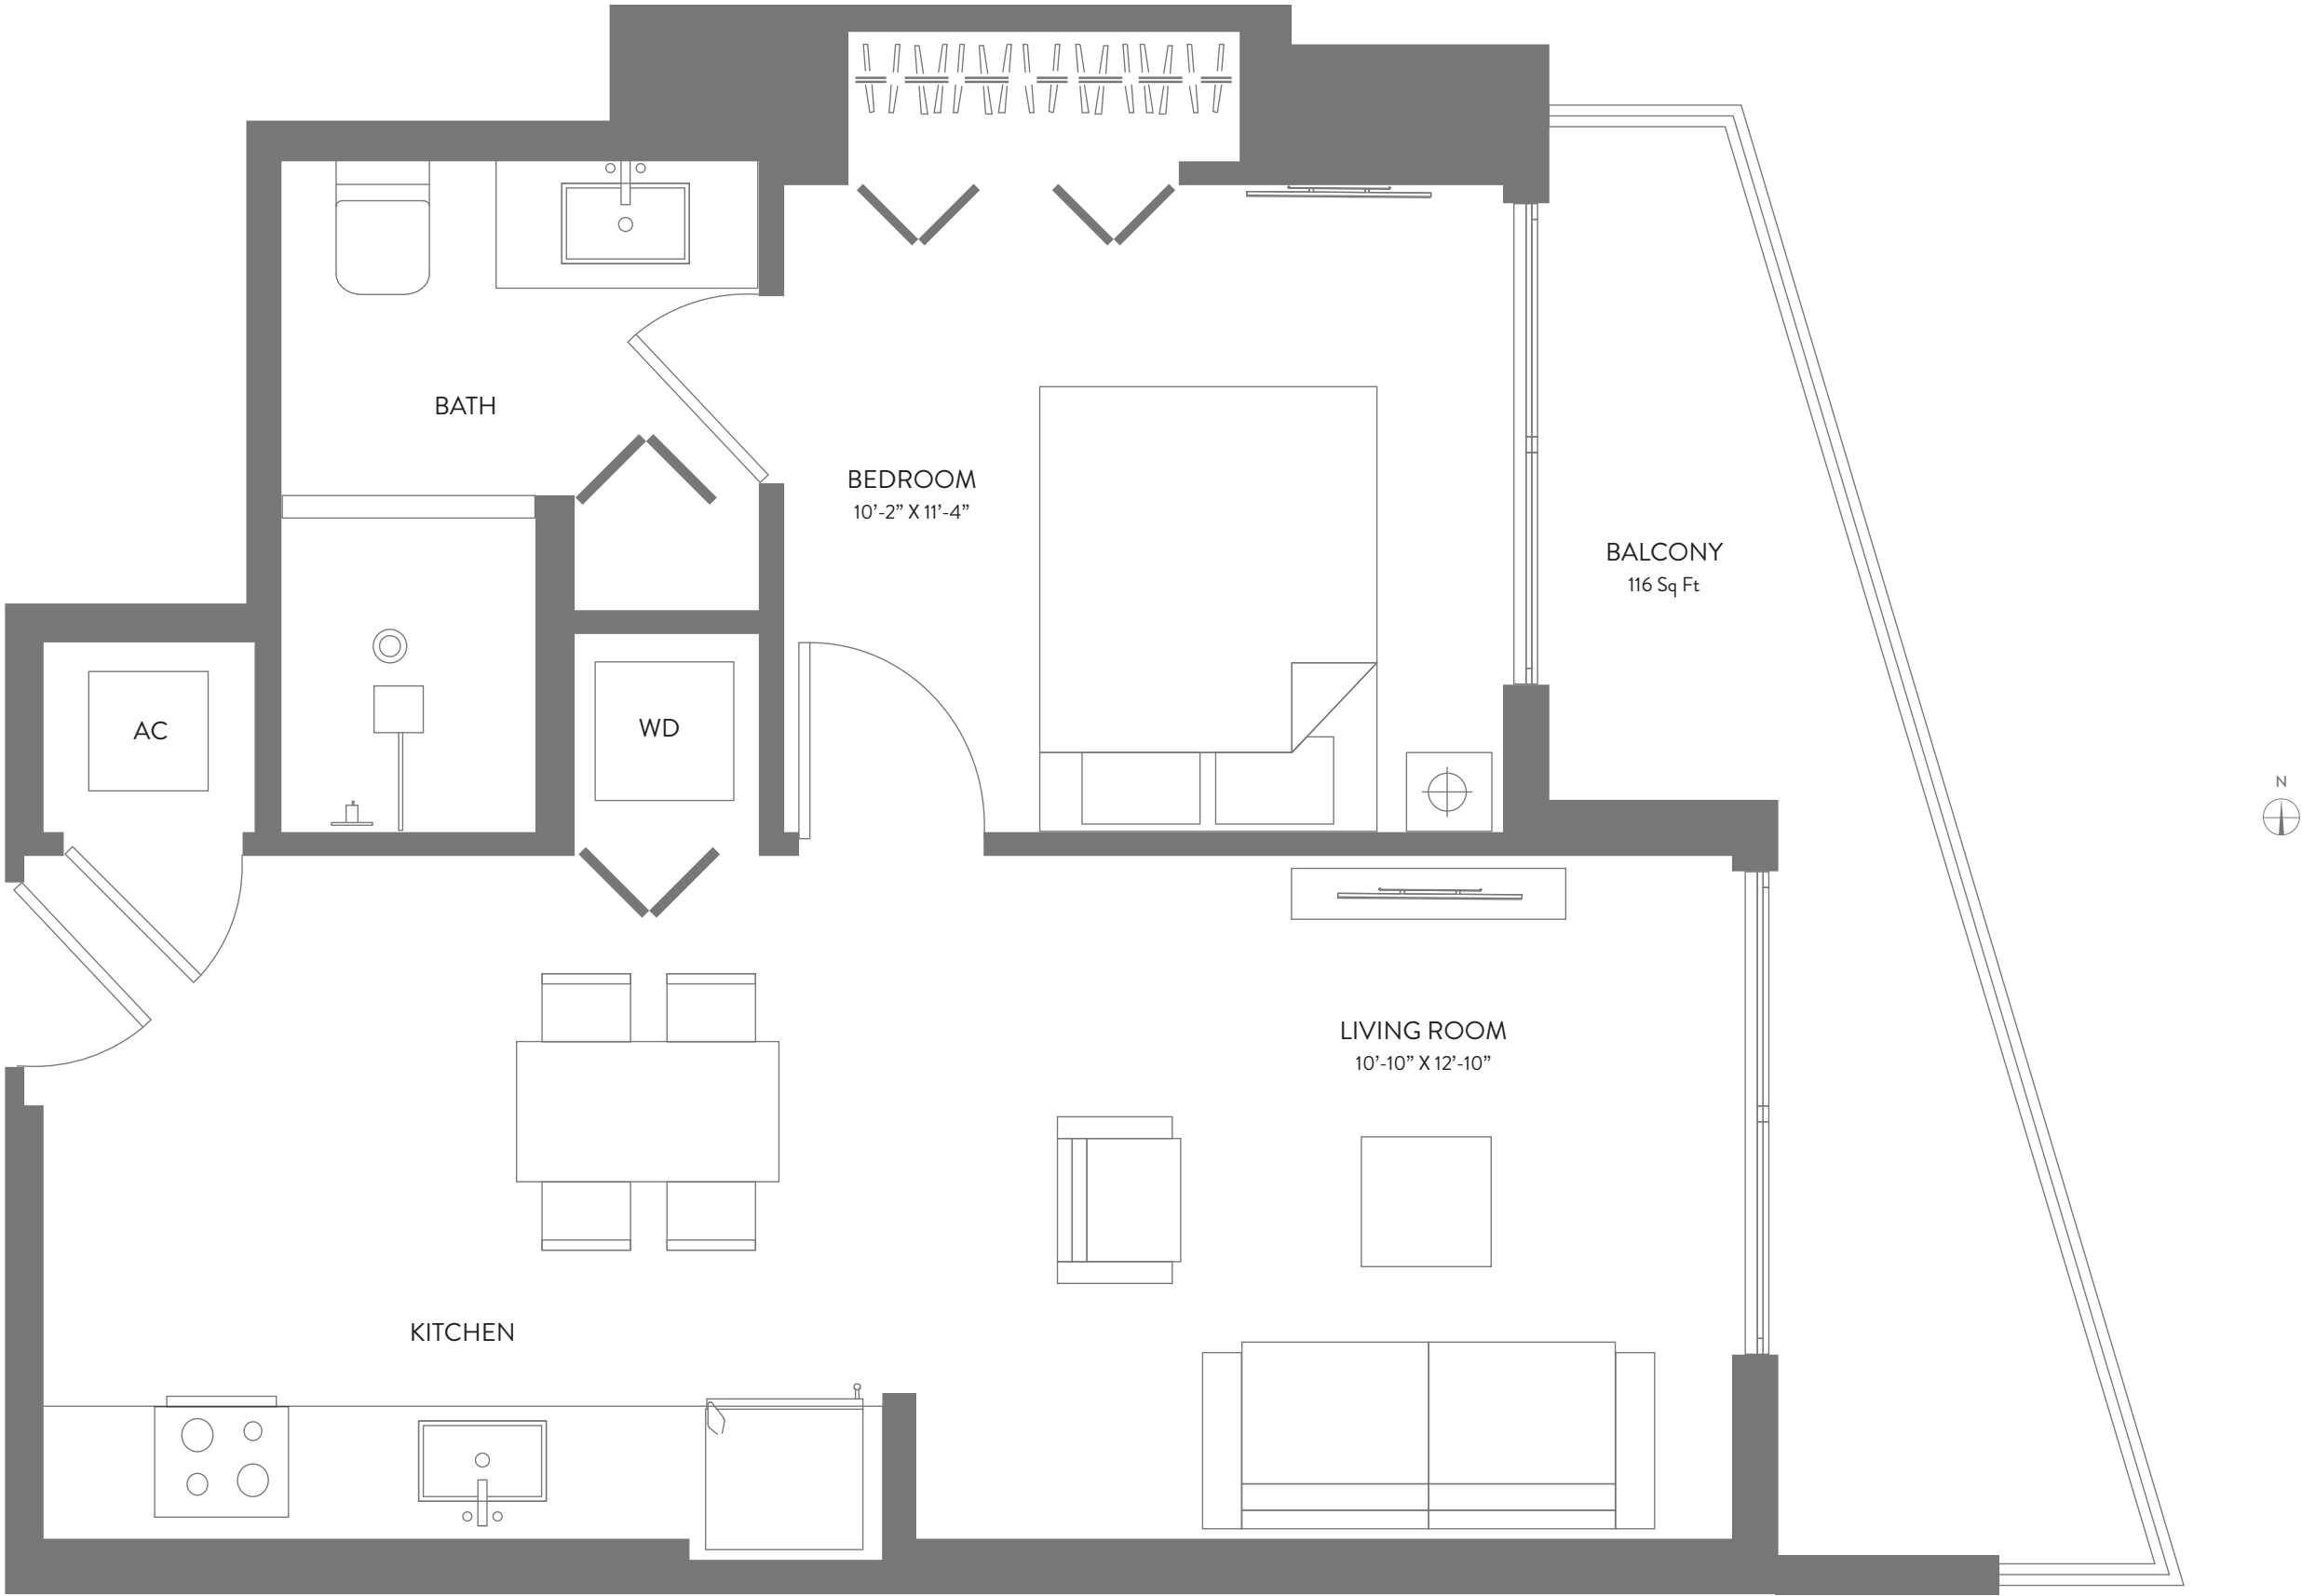 BATH
BEDROOM
10’-2” X 11’-4”
BALCONY
116 Sq Ft
AC
WD
N
LIVING ROOM
10’-10” X 12’-10”
KITCHEN